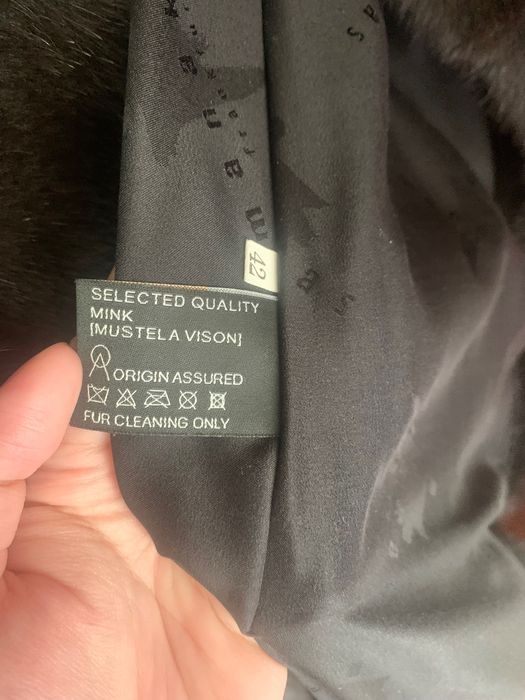 42
SELECTED QUALITY
MINK
[MUSTELA VISON]
ORIGIN ASSURED
FUR CLEANING ONLY